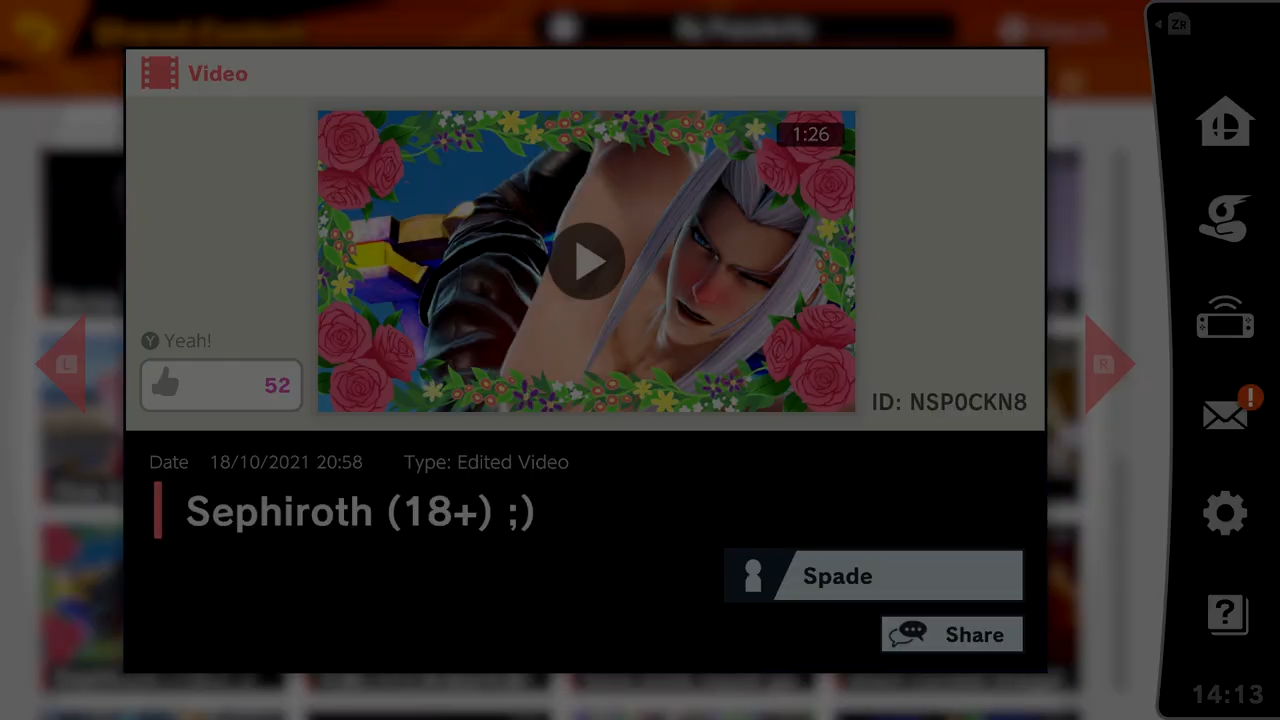 Video
1:26
Y Yeah!
52
ID: NSP0CKN8
L
R
Date 18/10/2021 20:58 Type: Edited Video
Sephiroth (18+) ;)
Spade
Share
ZR
!
?
14:13